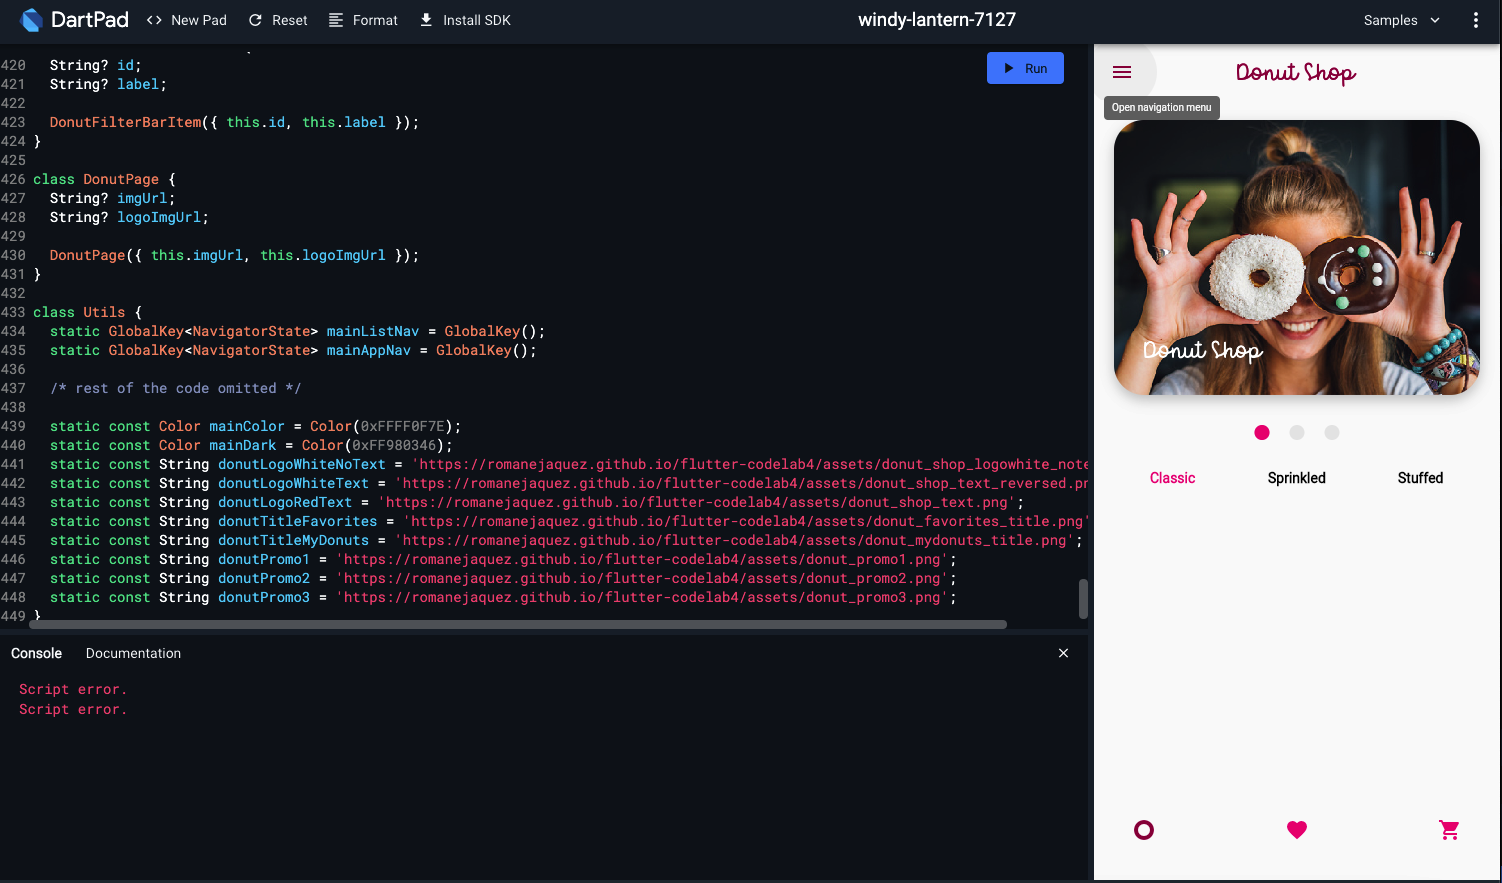 DartPad
New Pad
Reset
Format
Install SDK
windy-lantern-7127
Samples
420 String? id;
421 String? label;
422
423 DonutFilterBarItem({ this.id, this.label });
424 }
425
426 class DonutPage {
427 String? imgUrl;
428 String? logoImgUrl;
429
430 DonutPage({ this.imgUrl, this.logoImgUrl });
431 }
432
433 class Utils {
434 static GlobalKey<NavigatorState> mainListNav = GlobalKey();
435 static GlobalKey<NavigatorState> mainAppNav = GlobalKey();
436
437 /* rest of the code omitted */
438
439 static const Color mainColor = Color(0xFFFF0F7E);
440 static const Color mainDark = Color(0xFF980346);
441 static const String donutLogoWhiteNoText = 'https://romanejaquez.github.io/flutter-codelab4/assets/donut_shop_logowhite_note
442 static const String donutLogoWhiteText = 'https://romanejaquez.github.io/flutter-codelab4/assets/donut_shop_text_reversed.pn
443 static const String donutLogoRedText = 'https://romanejaquez.github.io/flutter-codelab4/assets/donut_shop_text.png';
444 static const String donutTitleFavorites = 'https://romanejaquez.github.io/flutter-codelab4/assets/donut_favorites_title.png'
445 static const String donutTitleMyDonuts = 'https://romanejaquez.github.io/flutter-codelab4/assets/donut_mydonuts_title.png';
446 static const String donutPromo1 = 'https://romanejaquez.github.io/flutter-codelab4/assets/donut_promo1.png';
447 static const String donutPromo2 = 'https://romanejaquez.github.io/flutter-codelab4/assets/donut_promo2.png';
448 static const String donutPromo3 = 'https://romanejaquez.github.io/flutter-codelab4/assets/donut_promo3.png';
449 }
Run
Console
Documentation
Script error.
Script error.
Donut Shop
Open navigation menu
Donut Shop
Classic
Sprinkled
Stuffed